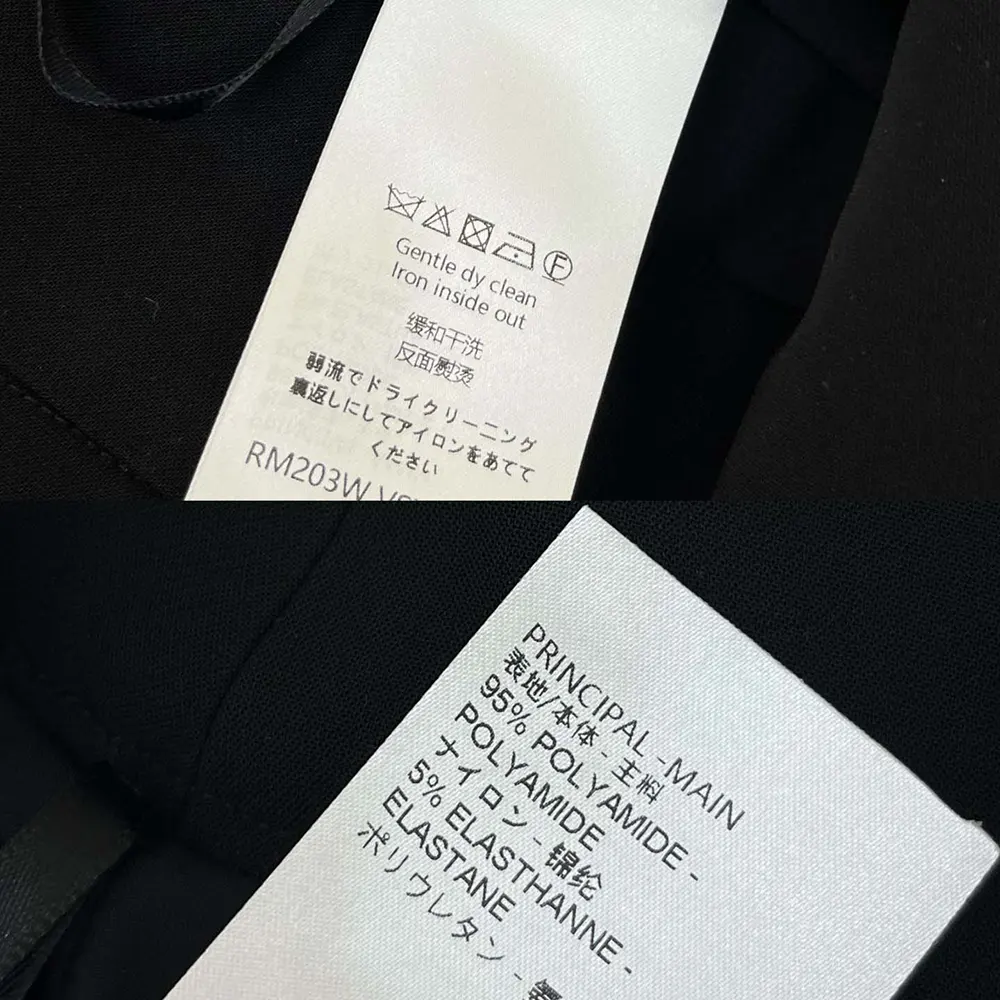 F
Gentle dy clean
Iron inside out
缓和干洗
反面熨烫
弱流でドライクリーニング
裏返しにしてアイロンをあてて
ください
RM203W
PRINCIPAL -MAIN
表地/本体 - 主料
95% POLYAMIDE -
POLYAMIDE
ナイロン - 锦纶
5% ELASTHANNE -
ELASTANE
ポリウレタン -